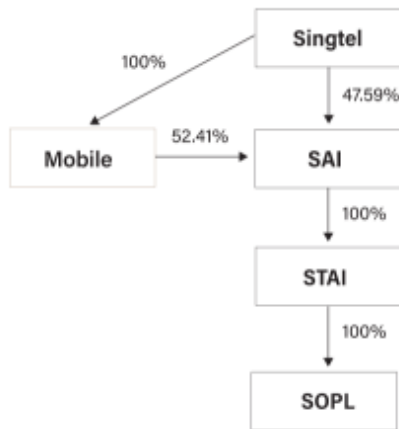 Singtel
100%
47.59%
Mobile
52.41%
SAI
100%
STAI
100%
SOPL